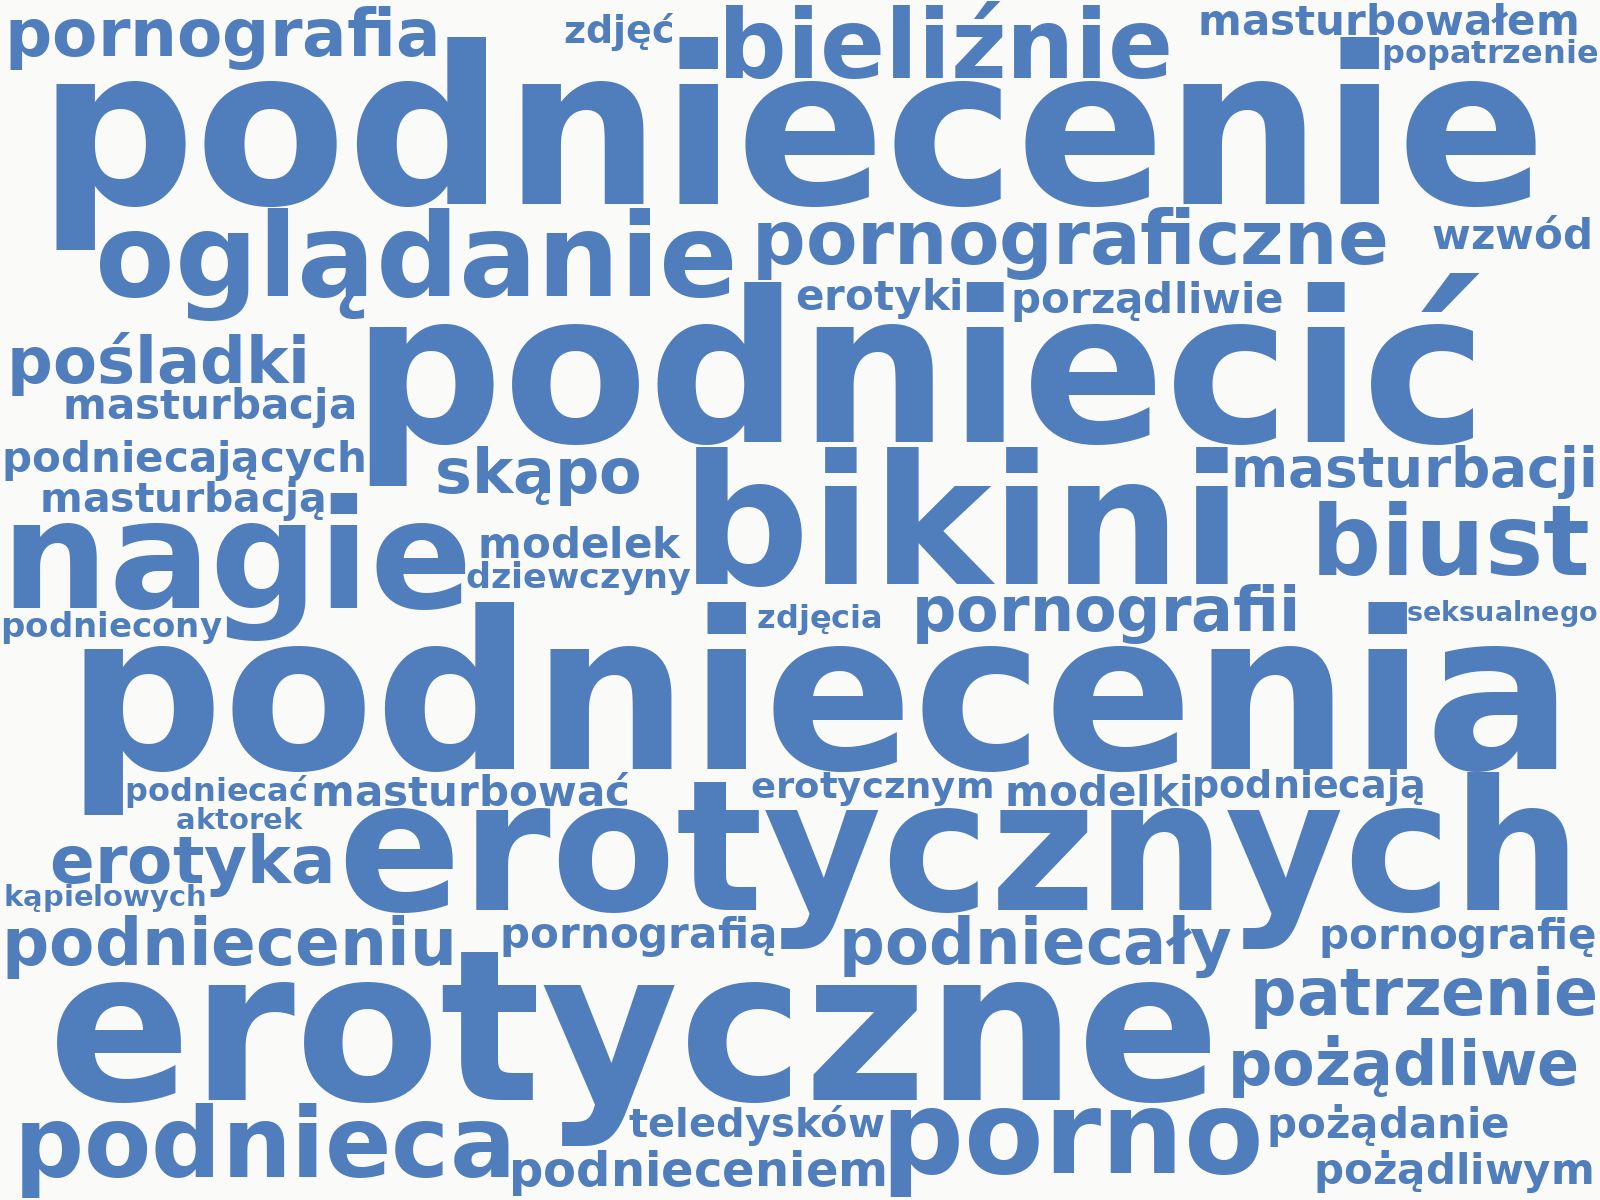 pornografia zdjęć bieliźnie masturbowałem
popatrzenie
podniecenie
oglądanie pornograficzne wzwód
erotyki porządliwie
podniecić
pośladki
masturbacja
podniecających skąpo bikini masturbacji
masturbacją
nagie modelek biust
dziewczyny
podniecony zdjęcia pornografii seksualnego
podniecenia
podniecać masturbować erotycznym modelki podniecają
aktorek
erotyka erotycznych
kąpielowych
podnieceniu pornografią podniecały pornografię
erotyczne patrzenie
pożądliwe
podnieca teledysków porno pożądanie
podnieceniem pożądliwym